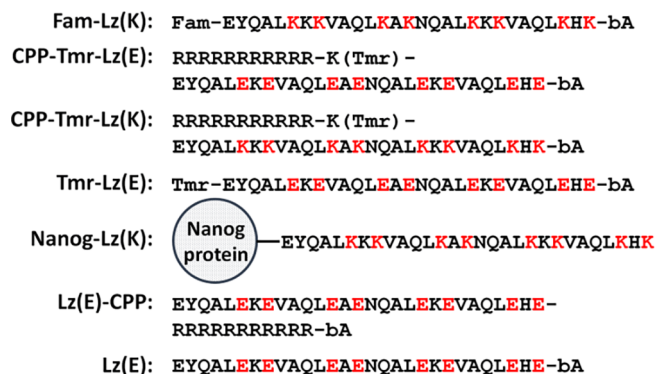 Fam-Lz(K): Fam-EYQALKKKVAQLKAKNQALKKKVAQLKHK-bA
CPP-Tmr-Lz(E): RRRRRRRRRRR-K(Tmr)-
EYQALEKEVAQLEAENQALEKEVAQLEHE-bA
CPP-Tmr-Lz(K): RRRRRRRRRRR-K(Tmr)-
EYQALKKKVAQLKAKNQALKKKVAQLKHK-bA
Tmr-Lz(E): Tmr-EYQALEKEVAQLEAENQALEKEVAQLEHE-bA
Nanog-Lz(K): Nanog
protein
EYQALKKKVAQLKAKNQALKKKVAQLKHK
Lz(E)-CPP: EYQALEKEVAQLEAENQALEKEVAQLEHE-
RRRRRRRRRRR-bA
Lz(E): EYQALEKEVAQLEAENQALEKEVAQLEHE-bA